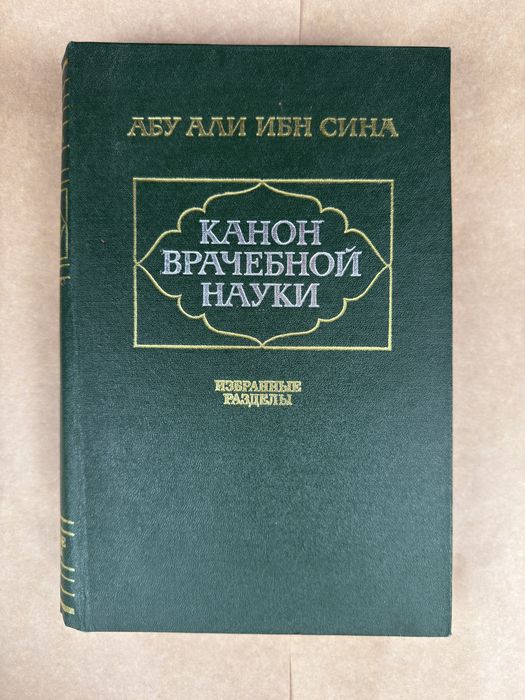 АБУ АЛИ ИБН СИНА
КАНОН
ВРАЧЕБНОЙ
НАУКИ
ИЗБРАННЫЕ
РАЗДЕЛЫ